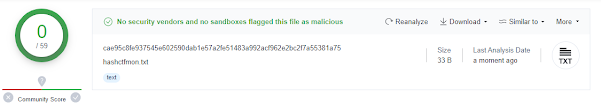 0
/ 59
Community Score
No security vendors and no sandboxes flagged this file as malicious
Reanalyze
Download
Similar to
More
cae95c8fe937545e602590dab1e57a2fe51483a992acf962e2bc2f7a55381a75
hashctfmon.txt
text
Size
33 B
Last Analysis Date
a moment ago
TXT